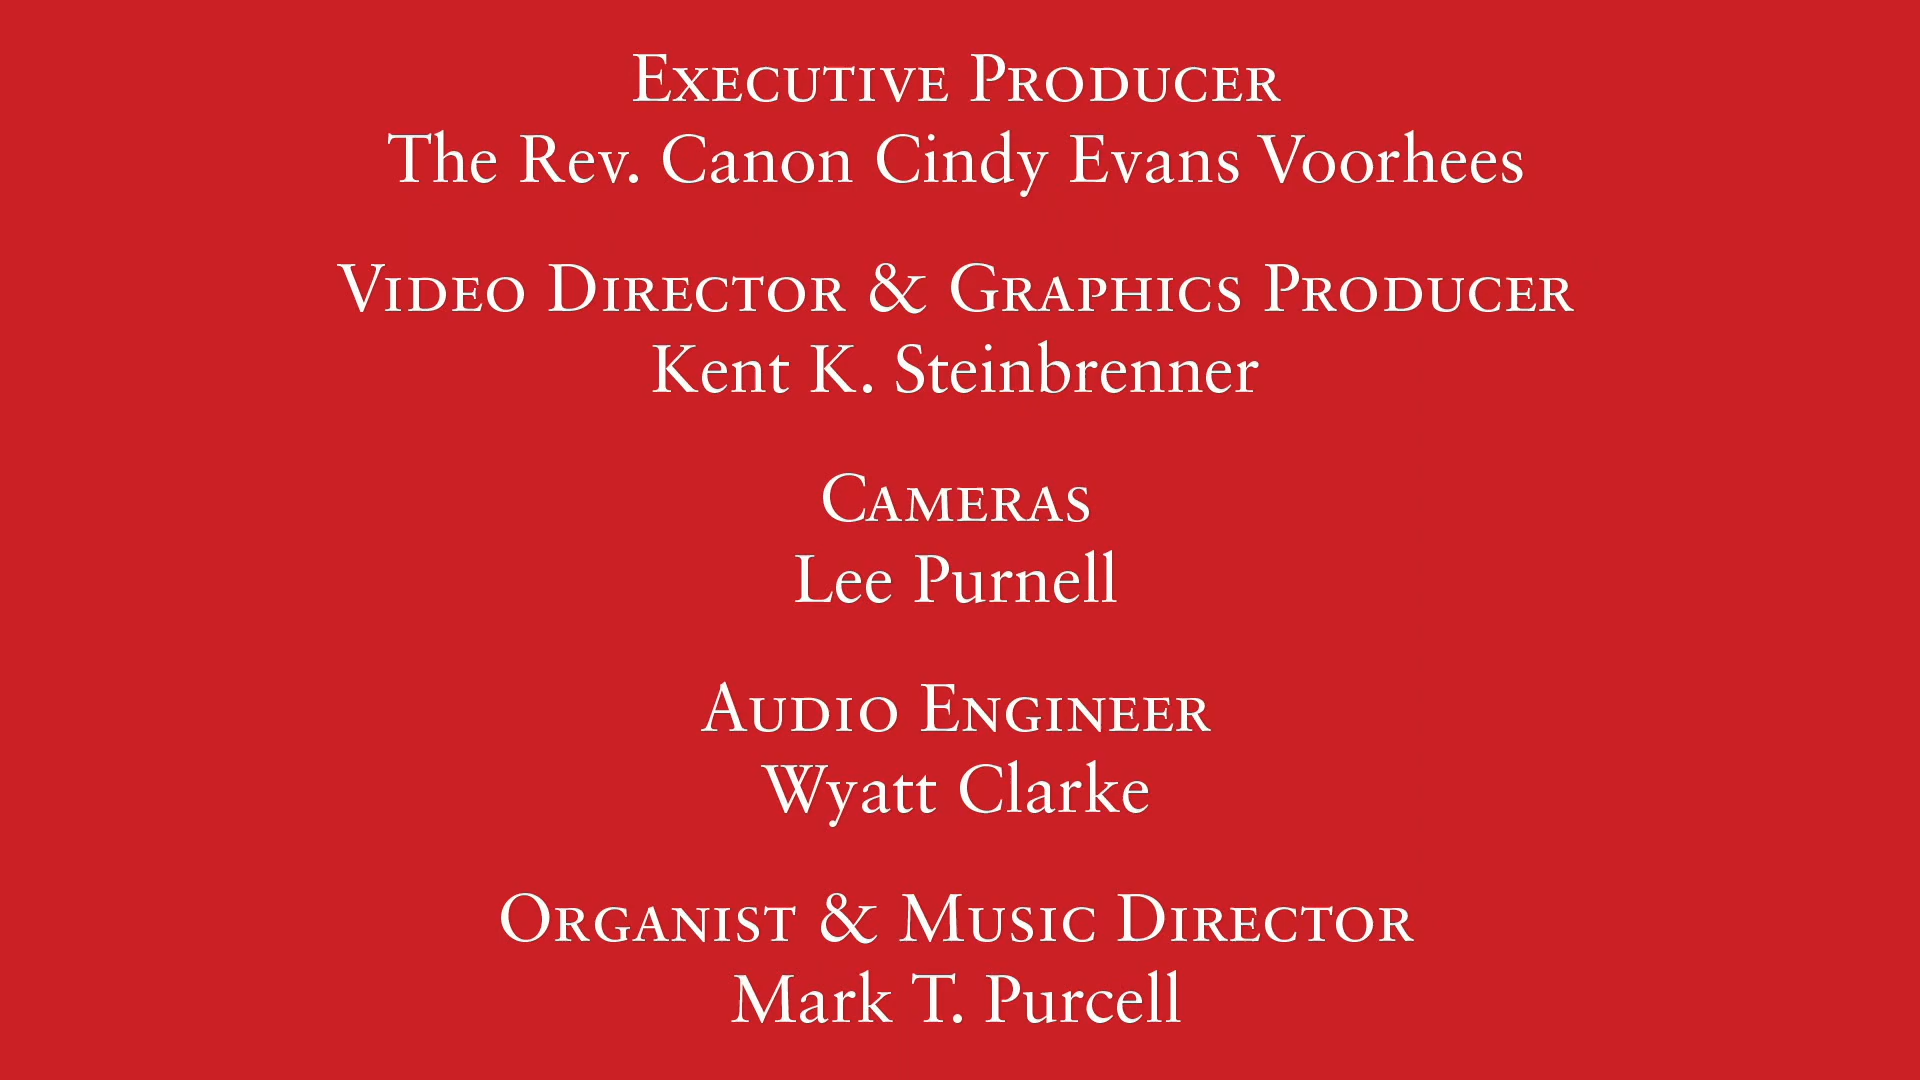 Executive Producer
The Rev. Canon Cindy Evans Voorhees
Video Director & Graphics Producer
Kent K. Steinbrenner
Cameras
Lee Purnell
Audio Engineer
Wyatt Clarke
Organist & Music Director
Mark T. Purcell